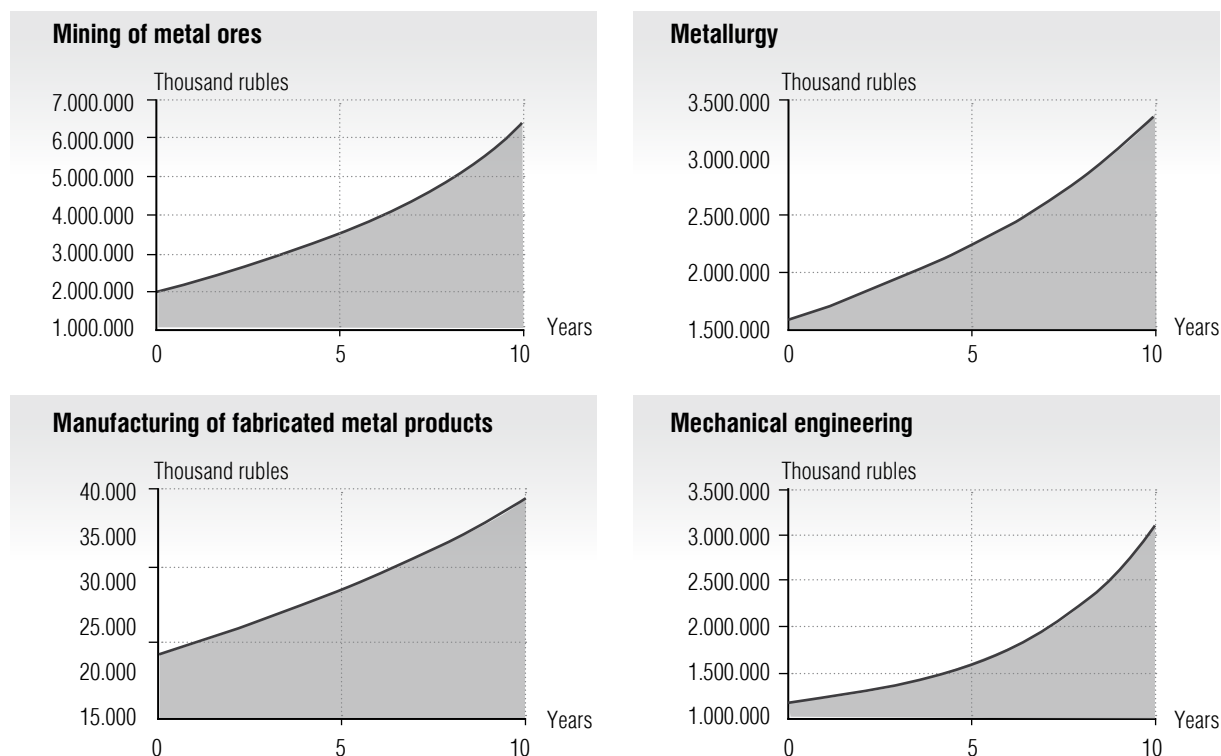 Mining of metal ores
Thousand rubles
7.000.000
6.000.000
5.000.000
4.000.000
3.000.000
2.000.000
1.000.000
Years
0 5 10
Metallurgy
Thousand rubles
3.500.000
3.000.000
2.500.000
2.000.000
1.500.000
Years
0 5 10
Manufacturing of fabricated metal products
Thousand rubles
40.000
35.000
30.000
25.000
20.000
15.000
Years
0 5 10
Mechanical engineering
Thousand rubles
3.500.000
3.000.000
2.500.000
2.000.000
1.500.000
1.000.000
Years
0 5 10